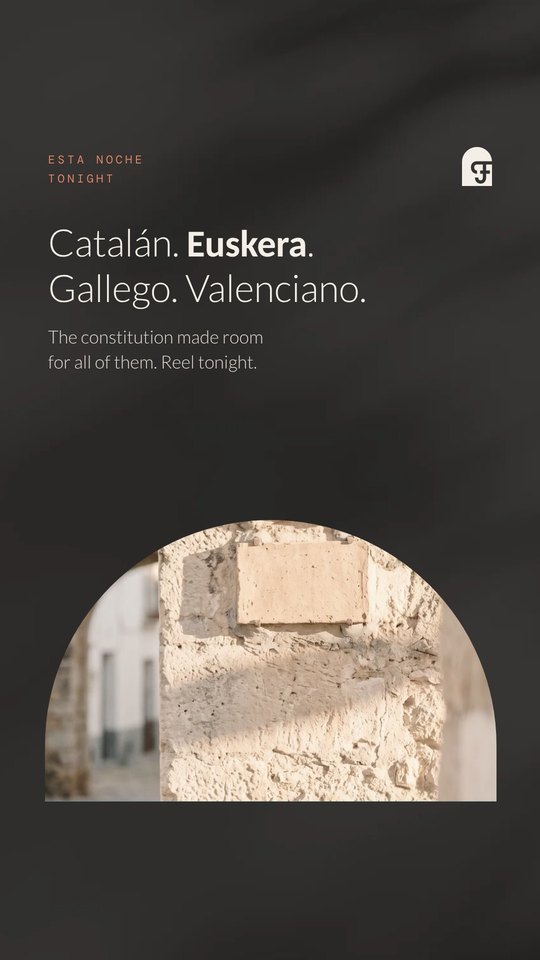 ESTA NOCHE
TONIGHT
Catalán. Euskera.
Gallego. Valenciano.
The constitution made room
for all of them. Reel tonight.